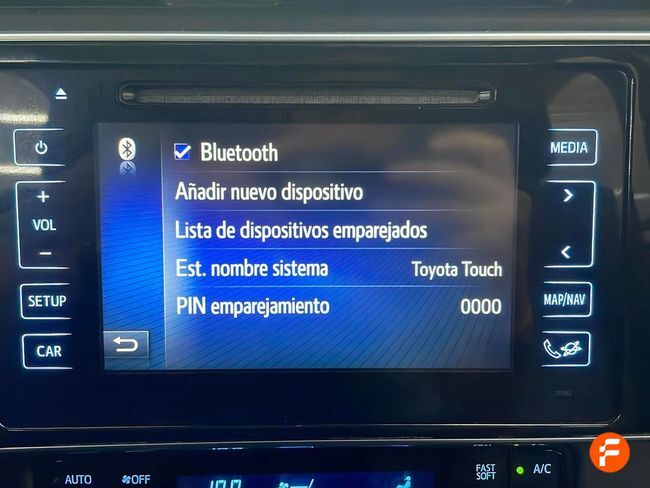 Bluetooth
MEDIA
Añadir nuevo dispositivo
+
VOL
-
Lista de dispositivos emparejados
Est. nombre sistema Toyota Touch
SETUP
PIN emparejamiento 0000
MAP/NAV
CAR
AUTO
OFF
FAST
SOFT
A/C